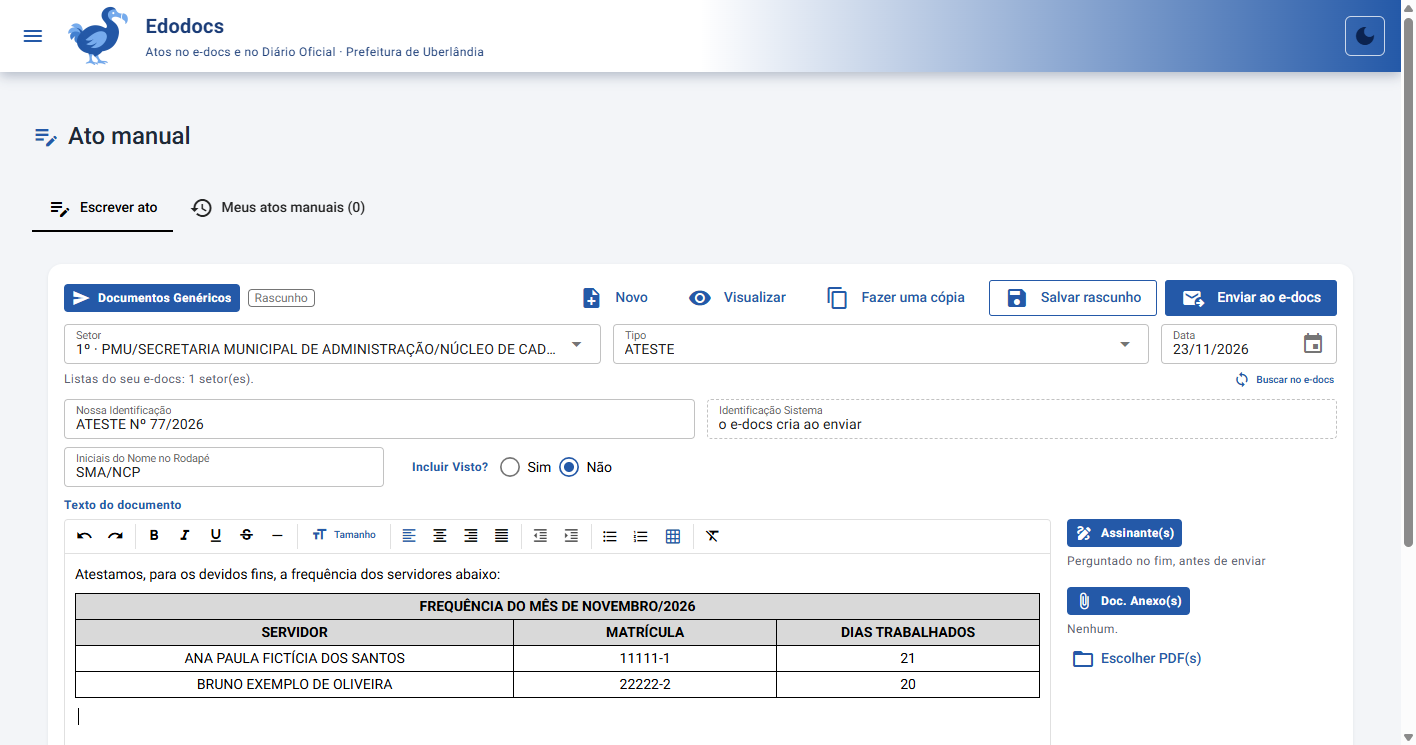 Edodocs
Atos no e-docs e no Diário Oficial · Prefeitura de Uberlândia
Ato manual
Escrever ato
Meus atos manuais (0)
Documentos Genéricos
Rascunho
Novo
Visualizar
Fazer uma cópia
Salvar rascunho
Enviar ao e-docs
Setor
1º · PMU/SECRETARIA MUNICIPAL DE ADMINISTRAÇÃO/NÚCLEO DE CAD...
Tipo
ATESTE
Data
23/11/2026
Listas do seu e-docs: 1 setor(es).
Buscar no e-docs
Nossa Identificação
ATESTE Nº 77/2026
Identificação Sistema
o e-docs cria ao enviar
Iniciais do Nome no Rodapé
SMA/NCP
Incluir Visto?
Sim
Não
Texto do documento
B I U S
Tamanho
Assinante(s)
Perguntado no fim, antes de enviar
Doc. Anexo(s)
Nenhum.
Escolher PDF(s)
Atestamos, para os devidos fins, a frequência dos servidores abaixo:
FREQUÊNCIA DO MÊS DE NOVEMBRO/2026
SERVIDOR MATRÍCULA DIAS TRABALHADOS
ANA PAULA FICTÍCIA DOS SANTOS 11111-1 21
BRUNO EXEMPLO DE OLIVEIRA 22222-2 20